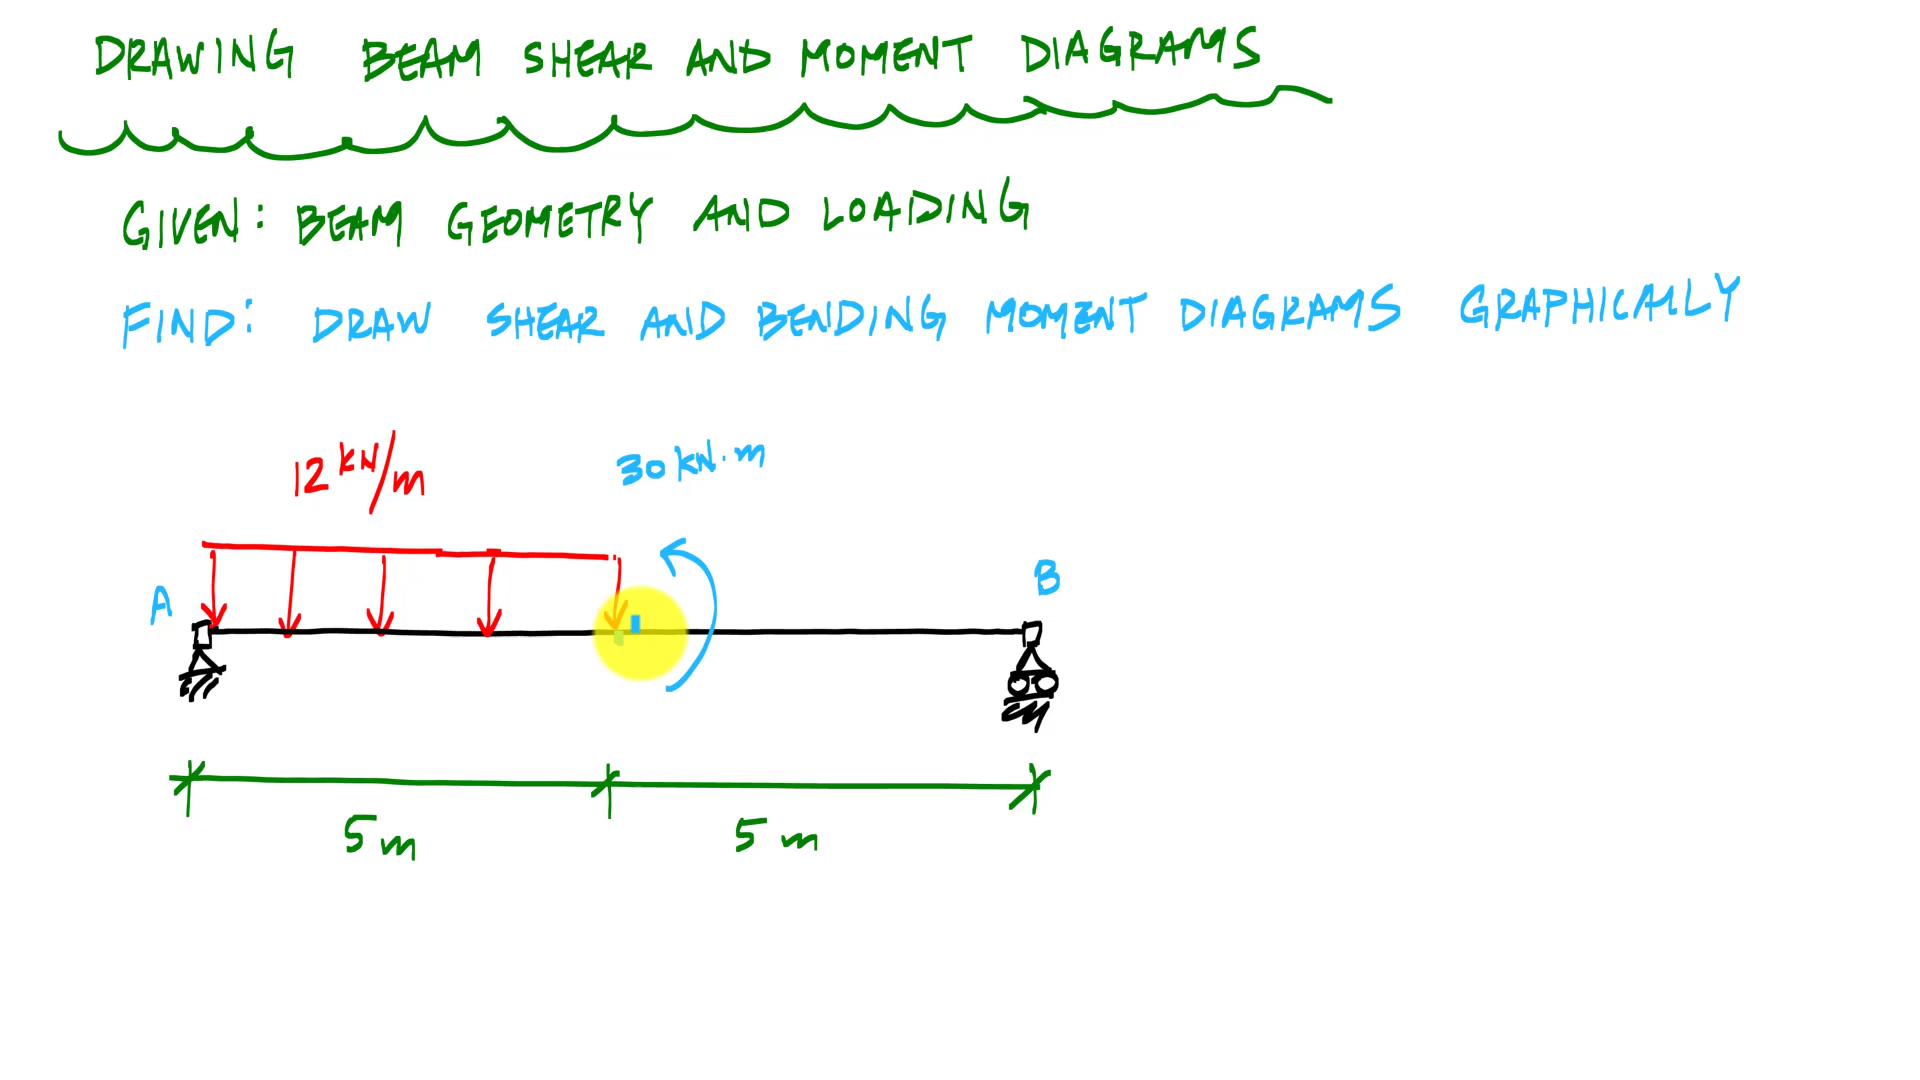 DRAWING BEAM SHEAR AND MOMENT DIAGRAMS
GIVEN: BEAM GEOMETRY AND LOADING
FIND: DRAW SHEAR AND BENDING MOMENT DIAGRAMS GRAPHICALLY
12 kN/m
30 kN·m
A
B
5 m
5 m